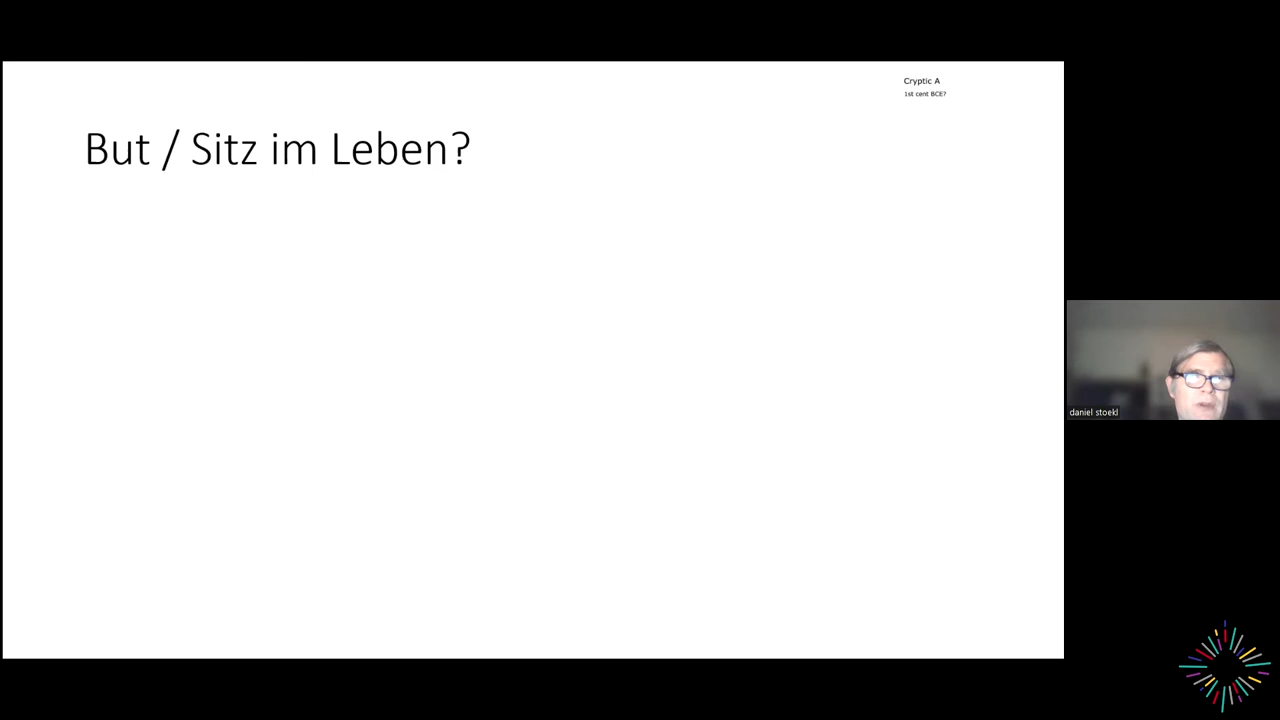 Cryptic A
1st cent BCE?
But / Sitz im Leben?
daniel stoekl